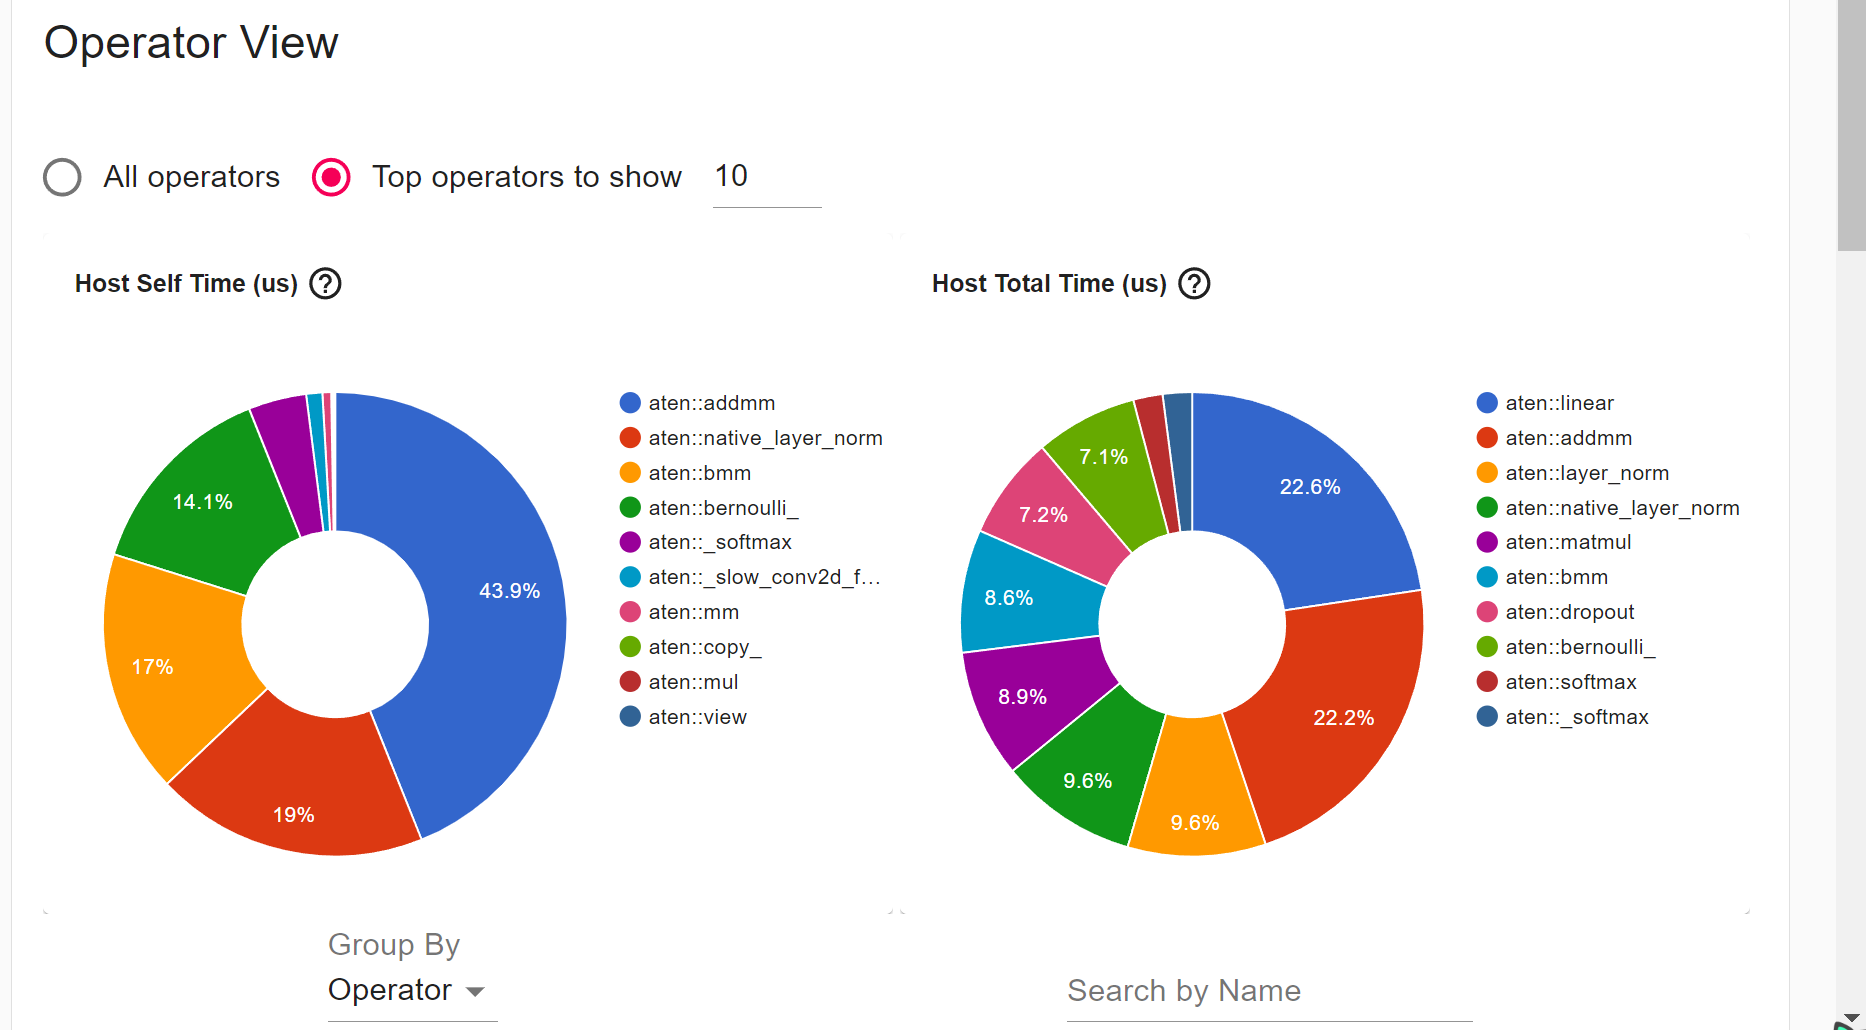 Operator View
All operators
Top operators to show
10
Host Self Time (us)
43.9%
19%
17%
14.1%
aten::addmm
aten::native_layer_norm
aten::bmm
aten::bernoulli_
aten::_softmax
aten::_slow_conv2d_f...
aten::mm
aten::copy_
aten::mul
aten::view
Host Total Time (us)
22.6%
22.2%
9.6%
9.6%
8.9%
8.6%
7.2%
7.1%
aten::linear
aten::addmm
aten::layer_norm
aten::native_layer_norm
aten::matmul
aten::bmm
aten::dropout
aten::bernoulli_
aten::softmax
aten::_softmax
Group By
Operator
Search by Name